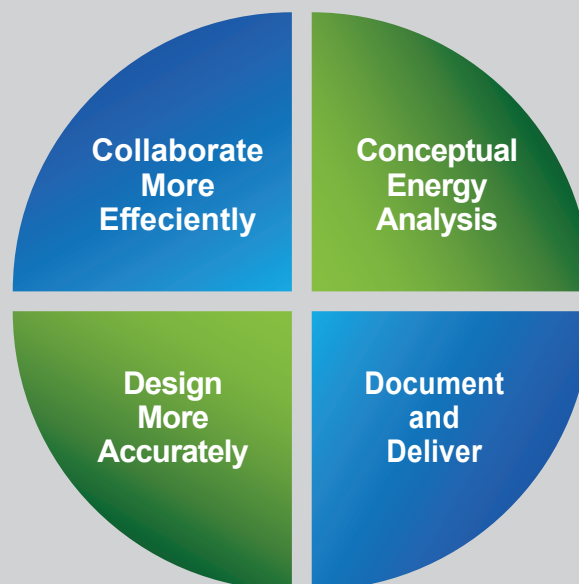 Collaborate
More
Effeciently
Conceptual
Energy
Analysis
Design
More
Accurately
Document
and
Deliver